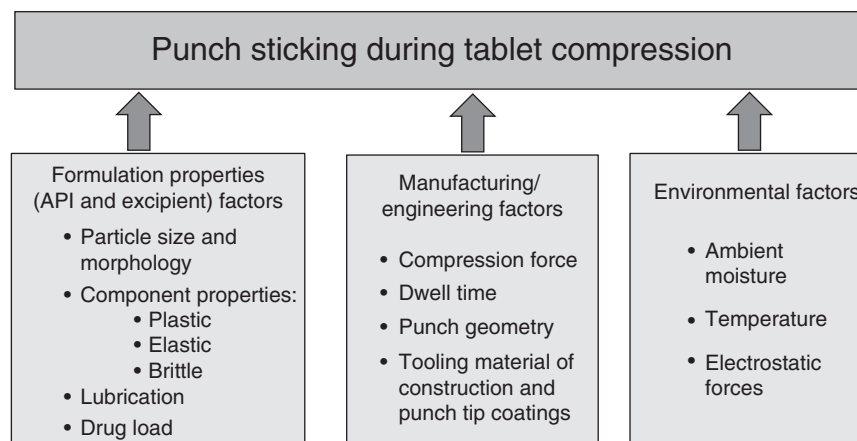 Punch sticking during tablet compression
Formulation properties
(API and excipient) factors
• Particle size and
morphology
• Component properties:
• Plastic
• Elastic
• Brittle
• Lubrication
• Drug load
Manufacturing/
engineering factors
• Compression force
• Dwell time
• Punch geometry
• Tooling material of
construction and
punch tip coatings
Environmental factors
• Ambient
moisture
• Temperature
• Electrostatic
forces